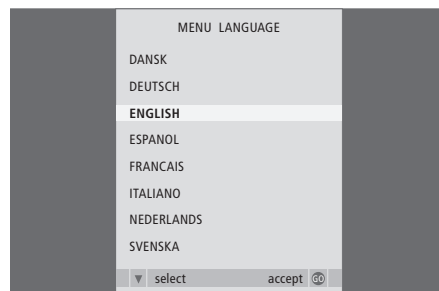 MENU LANGUAGE
DANSK
DEUTSCH
ENGLISH
ESPANOL
FRANCAIS
ITALIANO
NEDERLANDS
SVENSKA
select accept GO